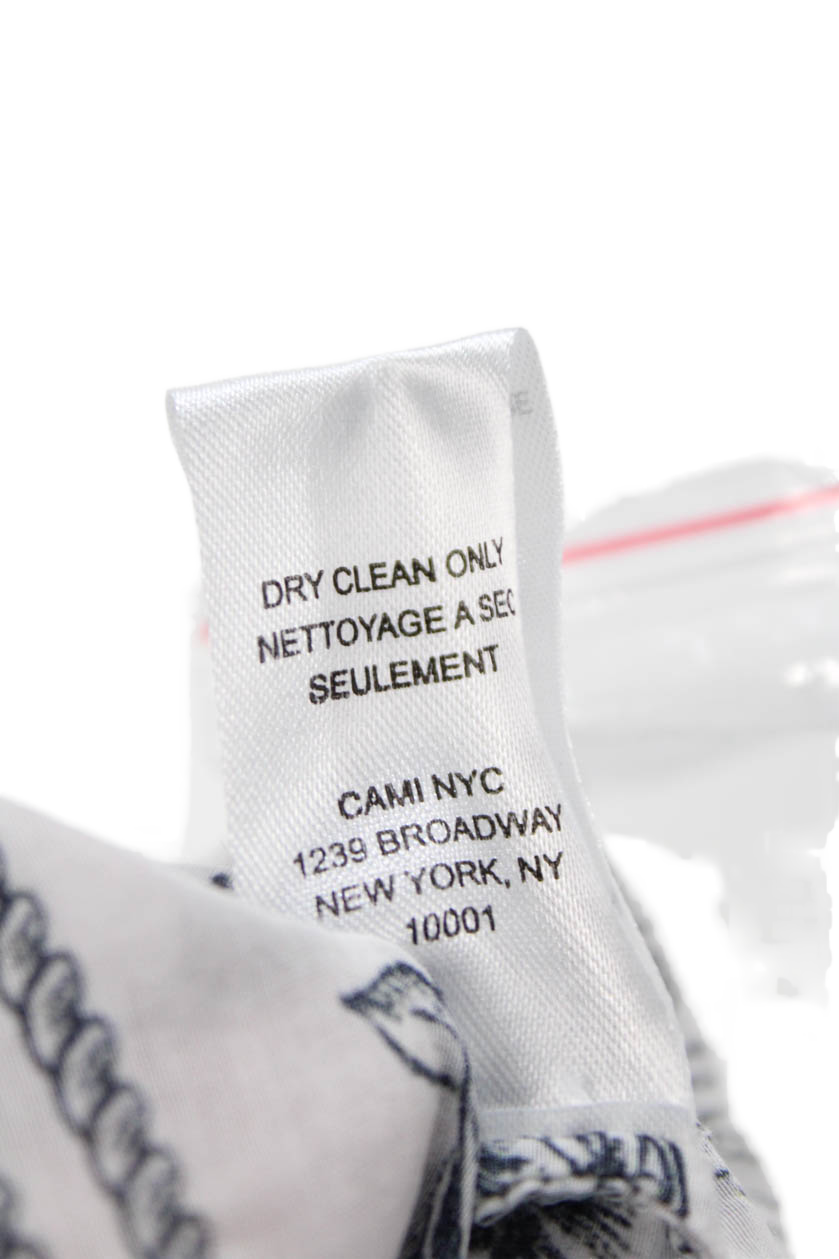 DRY CLEAN ONLY
NETTOYAGE A SEC
SEULEMENT
CAMI NYC
1239 BROADWAY
NEW YORK, NY
10001